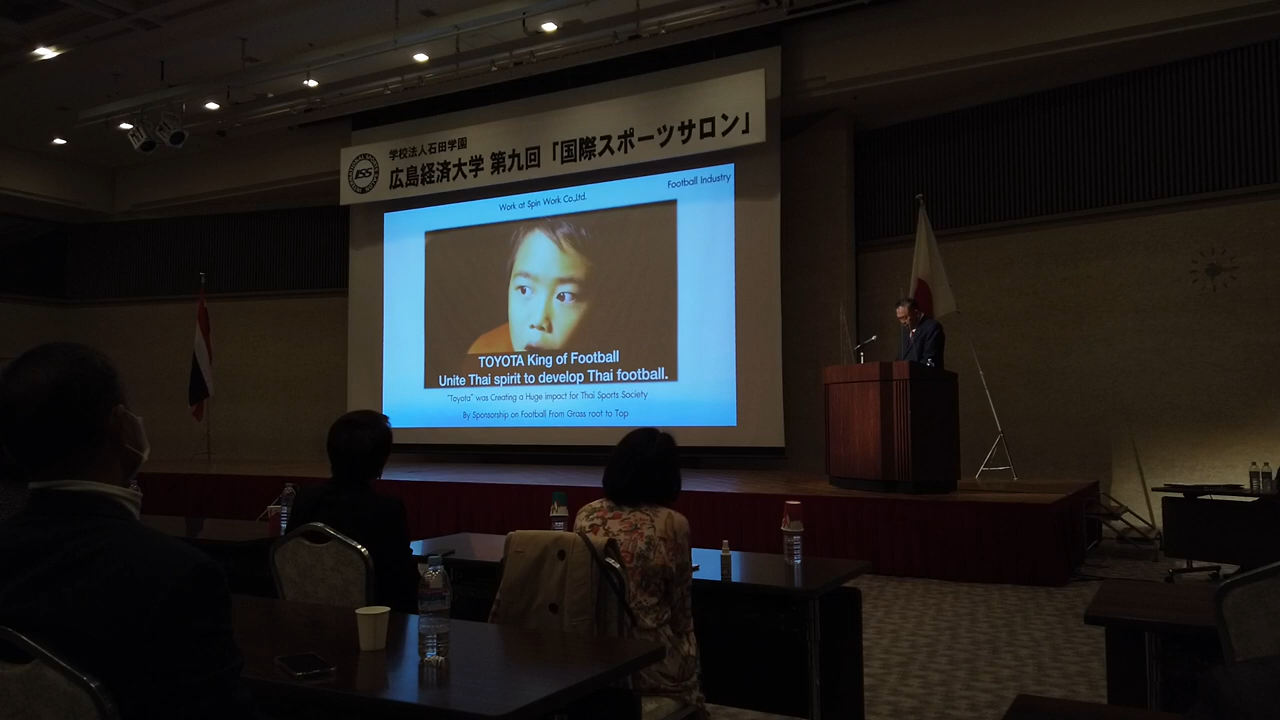 学校法人石田学園
広島経済大学 第九回「国際スポーツサロン」
ISS
Football Industry
Work at Spin Work Co.,ltd.
TOYOTA King of Football
Unite Thai spirit to develop Thai football.
"Toyota" was Creating a Huge impact for Thai Sports Society
By Sponsorship on Football From Grass root to Top